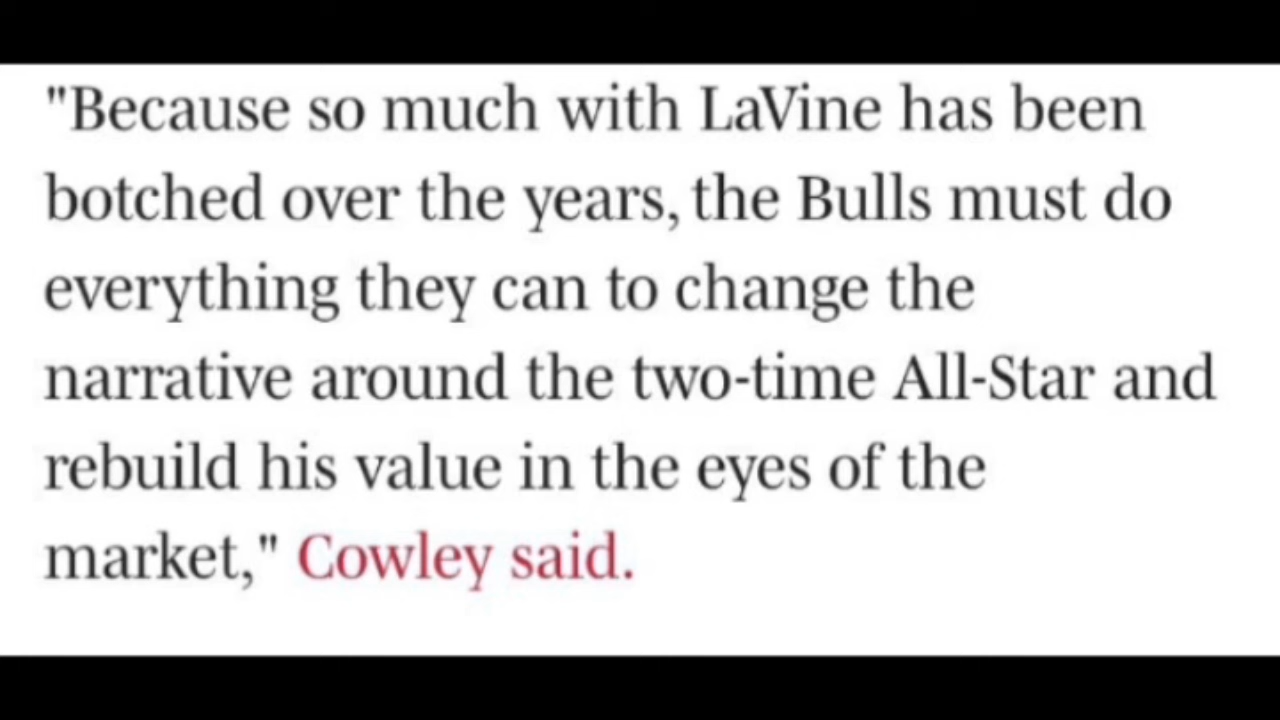 "Because so much with LaVine has been
botched over the years, the Bulls must do
everything they can to change the
narrative around the two-time All-Star and
rebuild his value in the eyes of the
market," Cowley said.